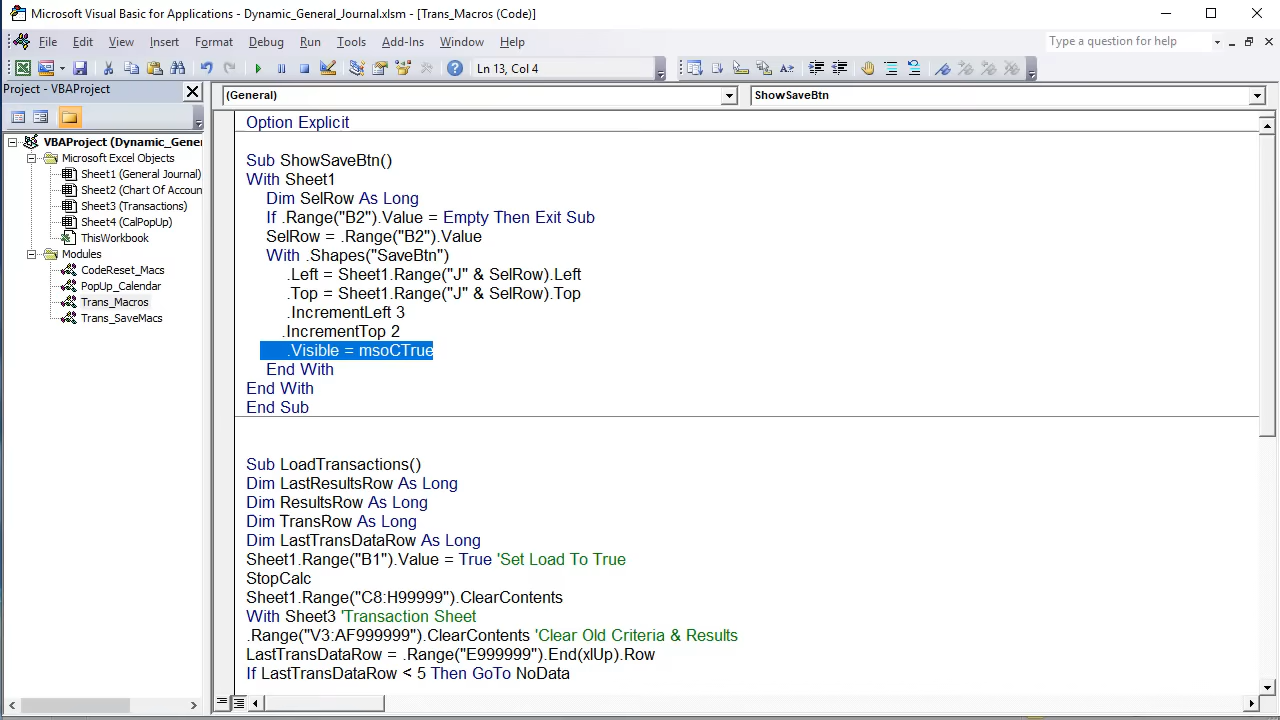 Microsoft Visual Basic for Applications - Dynamic_General_Journal.xlsm - [Trans_Macros (Code)]
File Edit View Insert Format Debug Run Tools Add-Ins Window Help Type a question for help
Ln 13, Col 4
Project - VBAProject
(General) ShowSaveBtn
VBAProject (Dynamic_Gener
Microsoft Excel Objects
Sheet1 (General Journal)
Sheet2 (Chart Of Accoun
Sheet3 (Transactions)
Sheet4 (CalPopUp)
ThisWorkbook
Modules
CodeReset_Macs
PopUp_Calendar
Trans_Macros
Trans_SaveMacs
Option Explicit
Sub ShowSaveBtn()
With Sheet1
Dim SelRow As Long
If .Range("B2").Value = Empty Then Exit Sub
SelRow = .Range("B2").Value
With .Shapes("SaveBtn")
.Left = Sheet1.Range("J" & SelRow).Left
.Top = Sheet1.Range("J" & SelRow).Top
.IncrementLeft 3
.IncrementTop 2
.Visible = msoCTrue
End With
End With
End Sub
Sub LoadTransactions()
Dim LastResultsRow As Long
Dim ResultsRow As Long
Dim TransRow As Long
Dim LastTransDataRow As Long
Sheet1.Range("B1").Value = True 'Set Load To True
StopCalc
Sheet1.Range("C8:H99999").ClearContents
With Sheet3 'Transaction Sheet
.Range("V3:AF999999").ClearContents 'Clear Old Criteria & Results
LastTransDataRow = .Range("E999999").End(xlUp).Row
If LastTransDataRow < 5 Then GoTo NoData